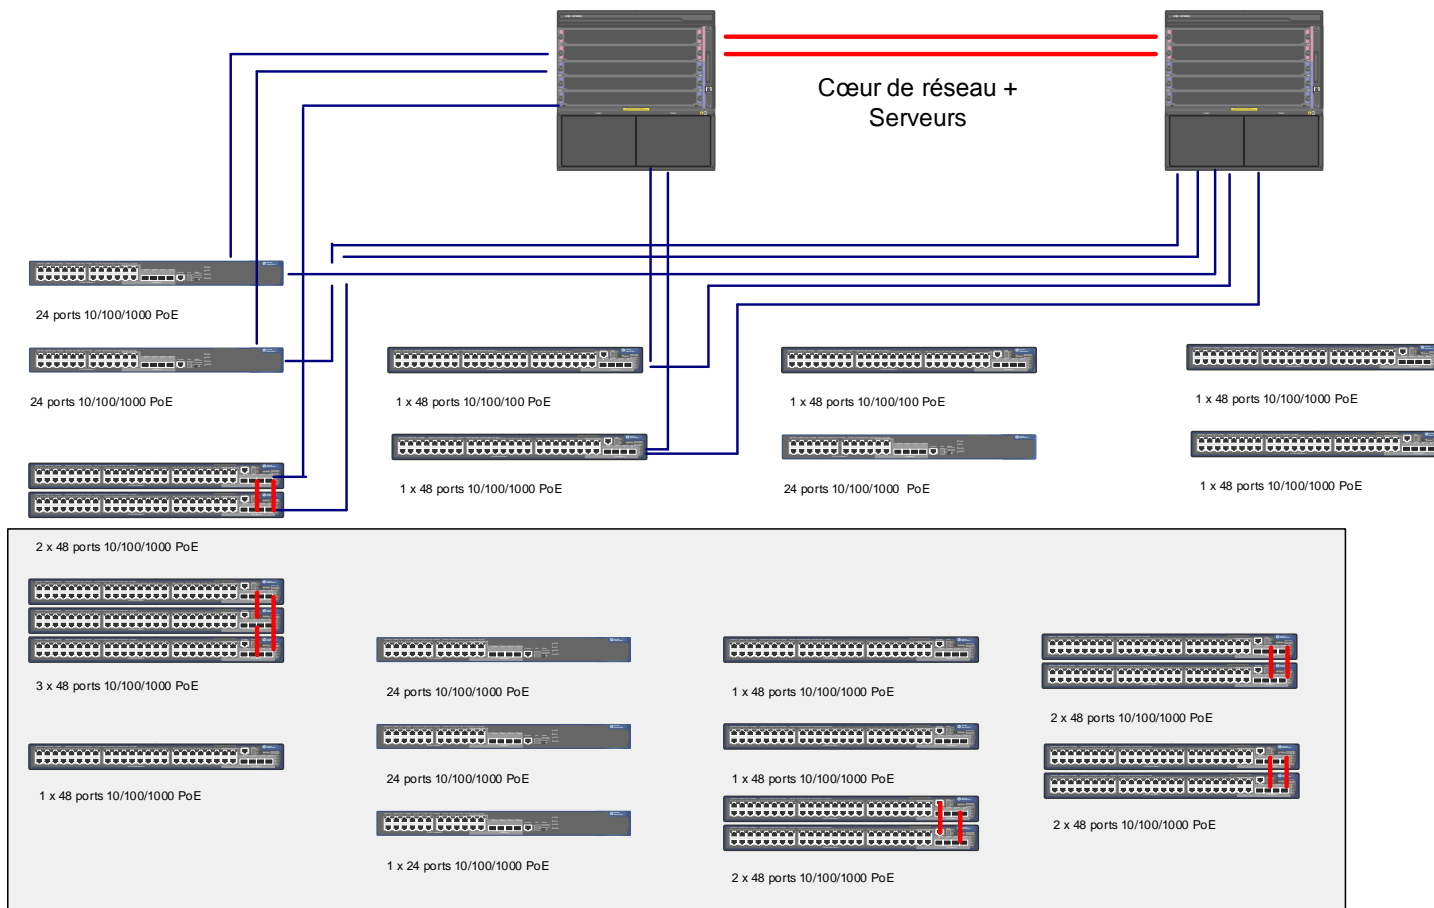 Cœur de réseau +
Serveurs
24 ports 10/100/1000 PoE
24 ports 10/100/1000 PoE
1 x 48 ports 10/100/100 PoE
1 x 48 ports 10/100/100 PoE
1 x 48 ports 10/100/1000 PoE
1 x 48 ports 10/100/1000 PoE
24 ports 10/100/1000 PoE
1 x 48 ports 10/100/1000 PoE
2 x 48 ports 10/100/1000 PoE
3 x 48 ports 10/100/1000 PoE
24 ports 10/100/1000 PoE
1 x 48 ports 10/100/1000 PoE
2 x 48 ports 10/100/1000 PoE
1 x 48 ports 10/100/1000 PoE
24 ports 10/100/1000 PoE
1 x 48 ports 10/100/1000 PoE
2 x 48 ports 10/100/1000 PoE
1 x 24 ports 10/100/1000 PoE
2 x 48 ports 10/100/1000 PoE